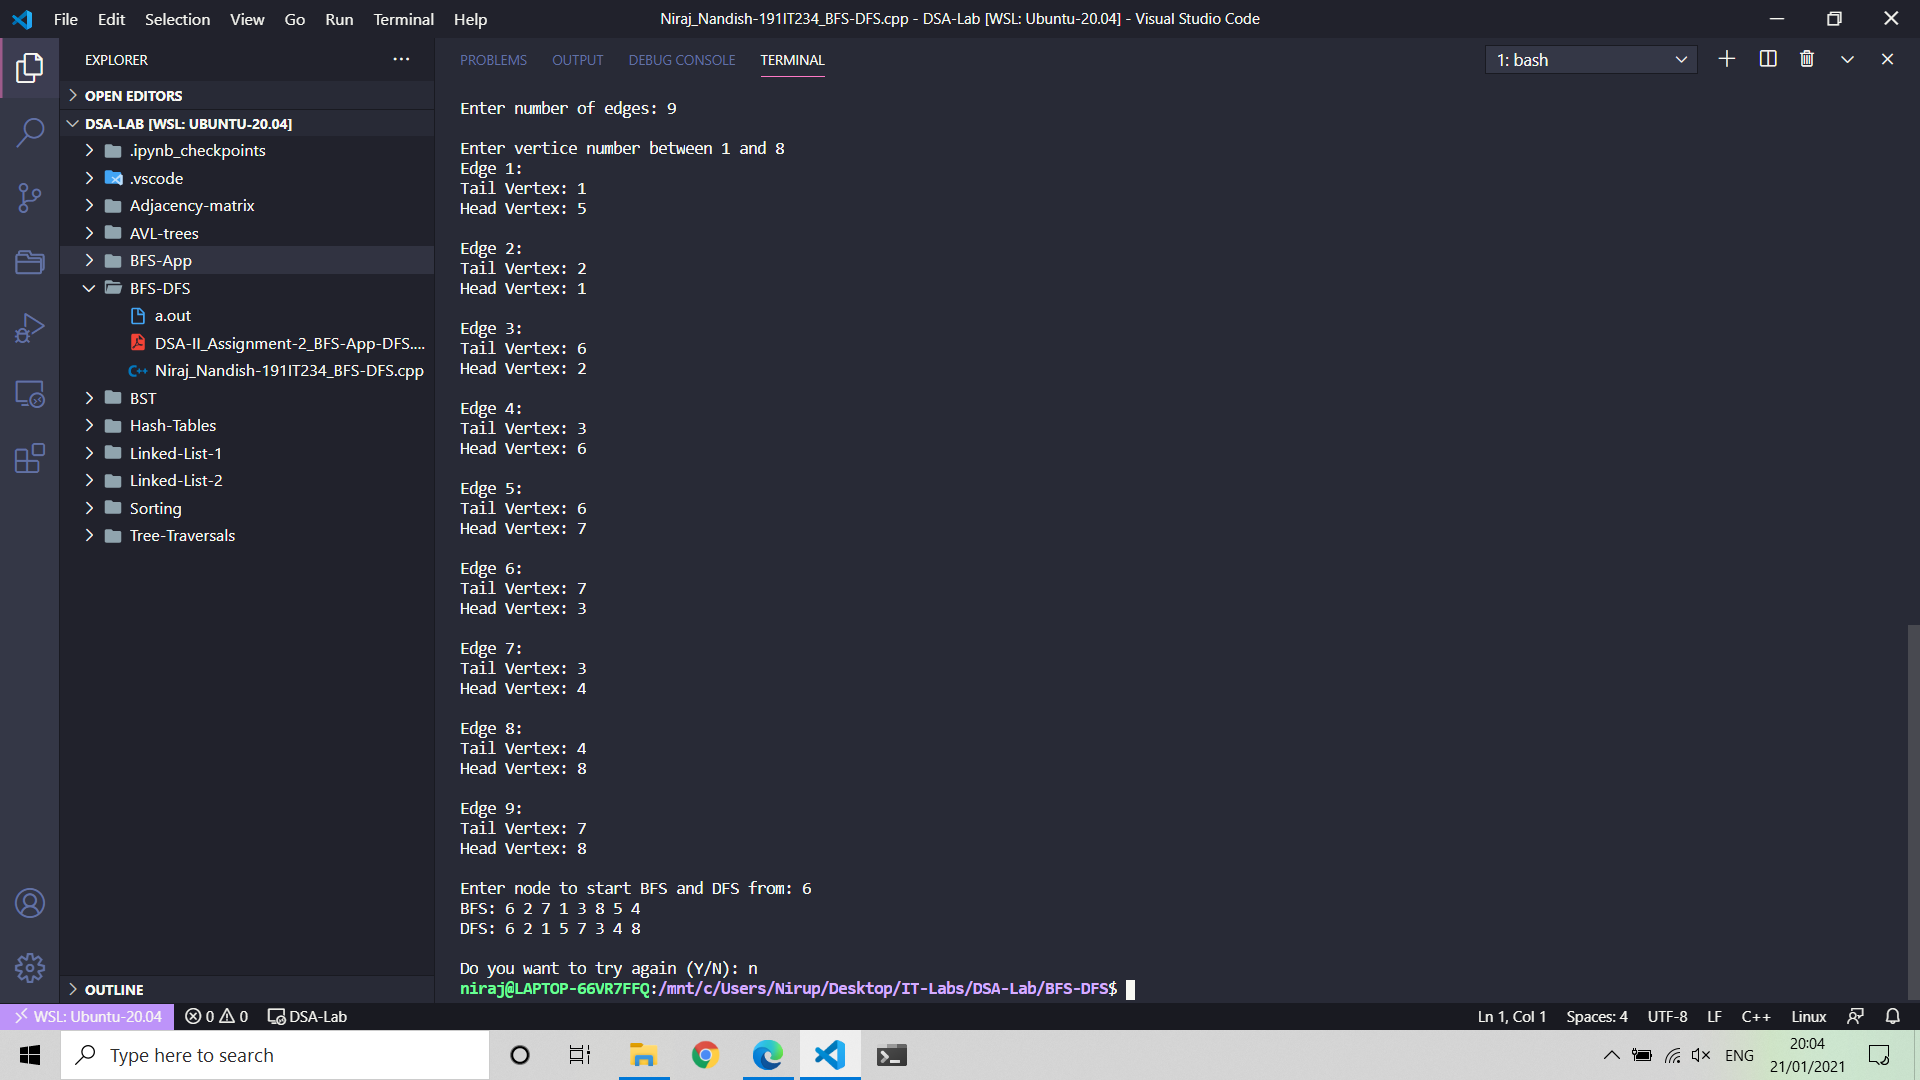 File Edit Selection View Go Run Terminal Help
Niraj_Nandish-191IT234_BFS-DFS.cpp - DSA-Lab [WSL: Ubuntu-20.04] - Visual Studio Code
EXPLORER
OPEN EDITORS
DSA-LAB [WSL: UBUNTU-20.04]
.ipynb_checkpoints
.vscode
Adjacency-matrix
AVL-trees
BFS-App
BFS-DFS
a.out
DSA-II_Assignment-2_BFS-App-DFS....
Niraj_Nandish-191IT234_BFS-DFS.cpp
BST
Hash-Tables
Linked-List-1
Linked-List-2
Sorting
Tree-Traversals
OUTLINE
PROBLEMS OUTPUT DEBUG CONSOLE TERMINAL
1: bash
Enter number of edges: 9
Enter vertice number between 1 and 8
Edge 1:
Tail Vertex: 1
Head Vertex: 5
Edge 2:
Tail Vertex: 2
Head Vertex: 1
Edge 3:
Tail Vertex: 6
Head Vertex: 2
Edge 4:
Tail Vertex: 3
Head Vertex: 6
Edge 5:
Tail Vertex: 6
Head Vertex: 7
Edge 6:
Tail Vertex: 7
Head Vertex: 3
Edge 7:
Tail Vertex: 3
Head Vertex: 4
Edge 8:
Tail Vertex: 4
Head Vertex: 8
Edge 9:
Tail Vertex: 7
Head Vertex: 8
Enter node to start BFS and DFS from: 6
BFS: 6 2 7 1 3 8 5 4
DFS: 6 2 1 5 7 3 4 8
Do you want to try again (Y/N): n
niraj@LAPTOP-66VR7FFQ:/mnt/c/Users/Nirup/Desktop/IT-Labs/DSA-Lab/BFS-DFS$
WSL: Ubuntu-20.04 0 0 DSA-Lab
Ln 1, Col 1 Spaces: 4 UTF-8 LF C++ Linux
Type here to search
ENG
20:04
21/01/2021